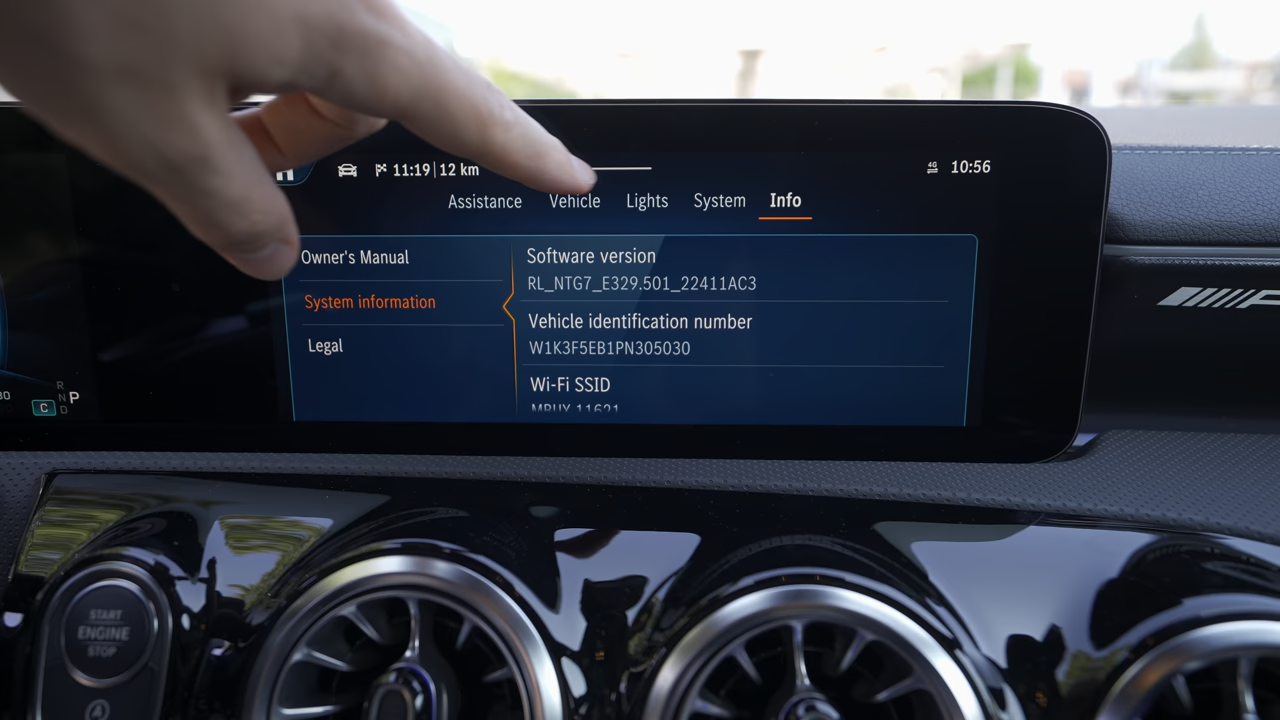 11:19 | 12 km
4G
10:56
Assistance Vehicle Lights System Info
Owner's Manual
System information
Legal
Software version
RL_NTG7_E329.501_22411AC3
Vehicle identification number
W1K3F5EB1PN305030
Wi-Fi SSID
MBUX 11621
R
N
D
P
C
START
ENGINE
STOP